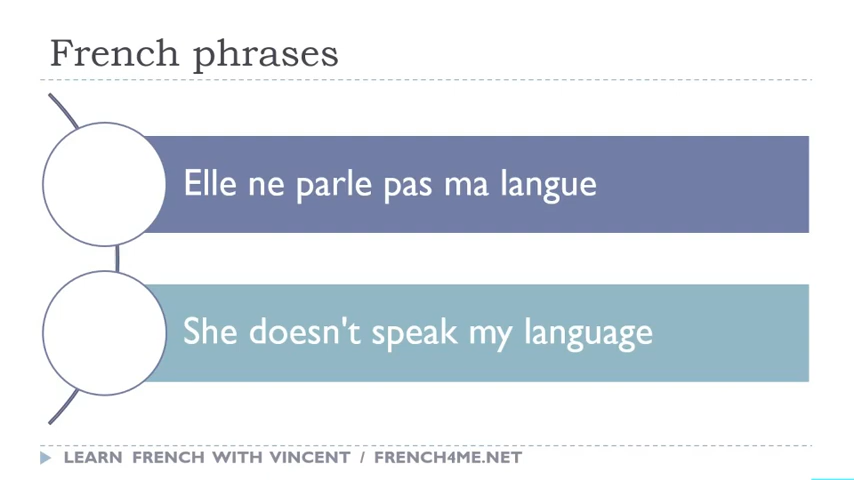 French phrases
Elle ne parle pas ma langue
She doesn't speak my language
LEARN FRENCH WITH VINCENT / FRENCH4ME.NET